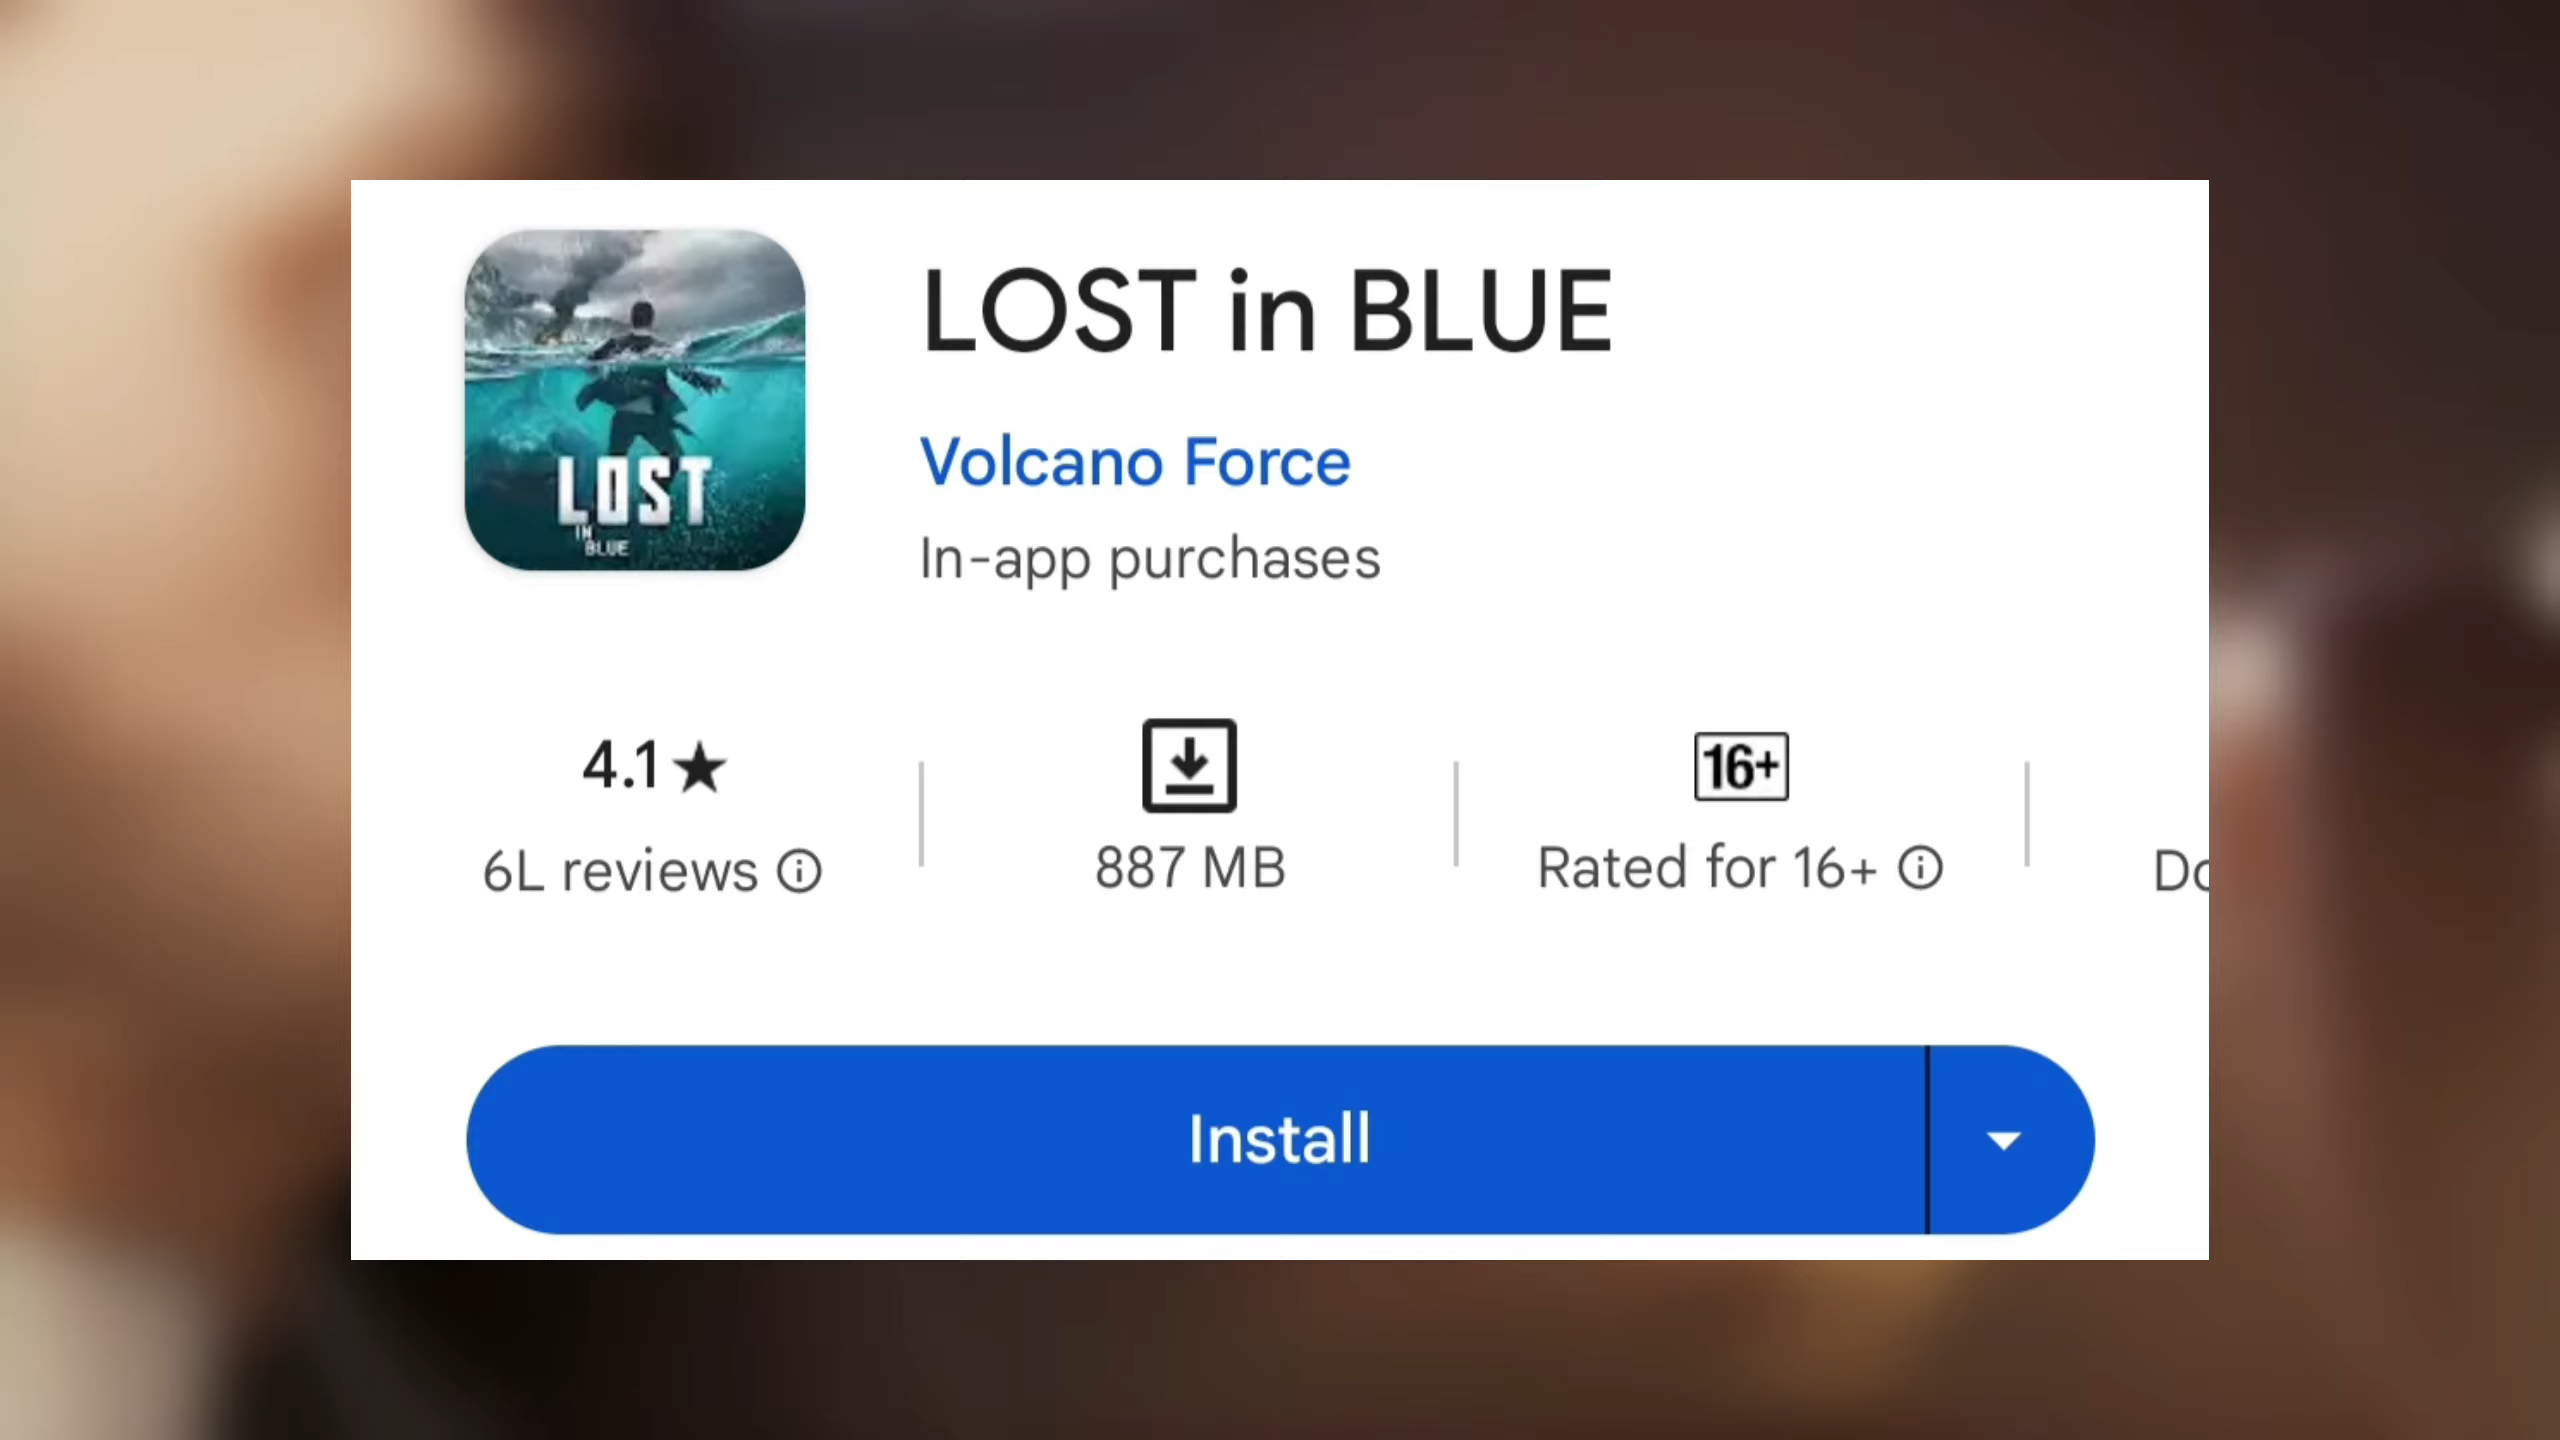 LOST in BLUE
Volcano Force
In-app purchases
LOST
IN
BLUE
4.1★
6L reviews
887 MB
16+
Rated for 16+
Do
Install